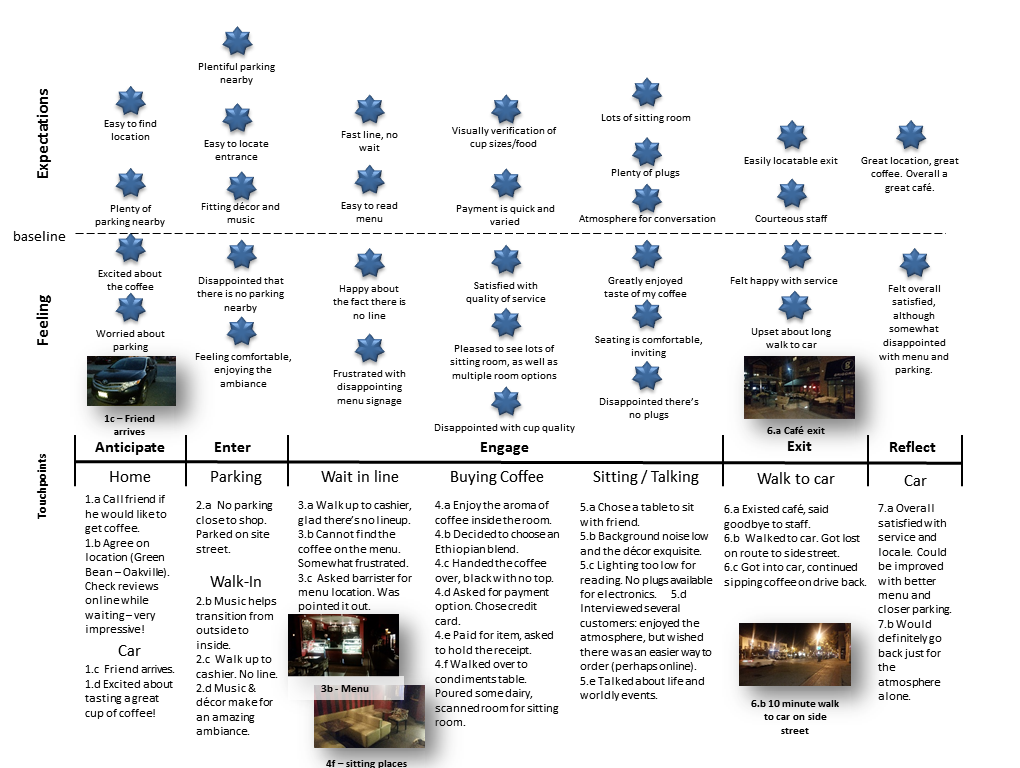 Expectations
Plentiful parking
nearby
Easy to find
location
Easy to locate
entrance
Plenty of
parking nearby
Fitting décor and
music
Fast line, no
wait
Easy to read
menu
Visually verification of
cup sizes/food
Payment is quick and
varied
Lots of sitting room
Plenty of plugs
Atmosphere for conversation
Easily locatable exit
Courteous staff
Great location, great
coffee. Overall a
great café.
baseline
Feeling
Excited about
the coffee
Worried about
parking
1c – Friend
arrives
Disappointed that
there is no parking
nearby
Feeling comfortable,
enjoying the
ambiance
Happy about
the fact there is
no line
Frustrated with
disappointing
menu signage
Satisfied with
quality of service
Pleased to see lots of
sitting room, as well as
multiple room options
Disappointed with cup quality
Greatly enjoyed
taste of my coffee
Seating is comfortable,
inviting
Disappointed there's
no plugs
Felt happy with service
Upset about long
walk to car
6.a Café exit
Felt overall
satisfied,
although
somewhat
disappointed
with menu and
parking.
Touchpoints
Anticipate
Enter
Engage
Exit
Reflect
Home
1.a Call friend if
he would like to
get coffee.
1.b Agree on
location (Green
Bean – Oakville).
Check reviews
online while
waiting – very
impressive!
Car
1.c Friend arrives.
1.d Excited about
tasting a great
cup of coffee!
Parking
2.a No parking
close to shop.
Parked on site
street.
Walk-In
2.b Music helps
transition from
outside to
inside.
2.c Walk up to
cashier. No line.
2.d Music &
décor make for
an amazing
ambiance.
Wait in line
3.a Walk up to cashier,
glad there's no lineup.
3.b Cannot find the
coffee on the menu.
Somewhat frustrated.
3.c Asked barrister for
menu location. Was
pointed it out.
3b - Menu
4f – sitting places
Buying Coffee
4.a Enjoy the aroma of
coffee inside the room.
4.b Decided to choose an
Ethiopian blend.
4.c Handed the coffee
over, black with no top.
4.d Asked for payment
option. Chose credit
card.
4.e Paid for item, asked
to hold the receipt.
4.f Walked over to
condiments table.
Poured some dairy,
scanned room for sitting
room.
Sitting / Talking
5.a Chose a table to sit
with friend.
5.b Background noise low
and the décor exquisite.
5.c Lighting too low for
reading. No plugs available
for electronics. 5.d
Interviewed several
customers: enjoyed the
atmosphere, but wished
there was an easier way to
order (perhaps online).
5.e Talked about life and
worldly events.
Walk to car
6.a Existed café, said
goodbye to staff.
6.b Walked to car. Got lost
on route to side street.
6.c Got into car, continued
sipping coffee on drive back.
6.b 10 minute walk
to car on side
street
Car
7.a Overall
satisfied with
service and
locale. Could
be improved
with better
menu and
closer parking.
7.b Would
definitely go
back just for
the
atmosphere
alone.